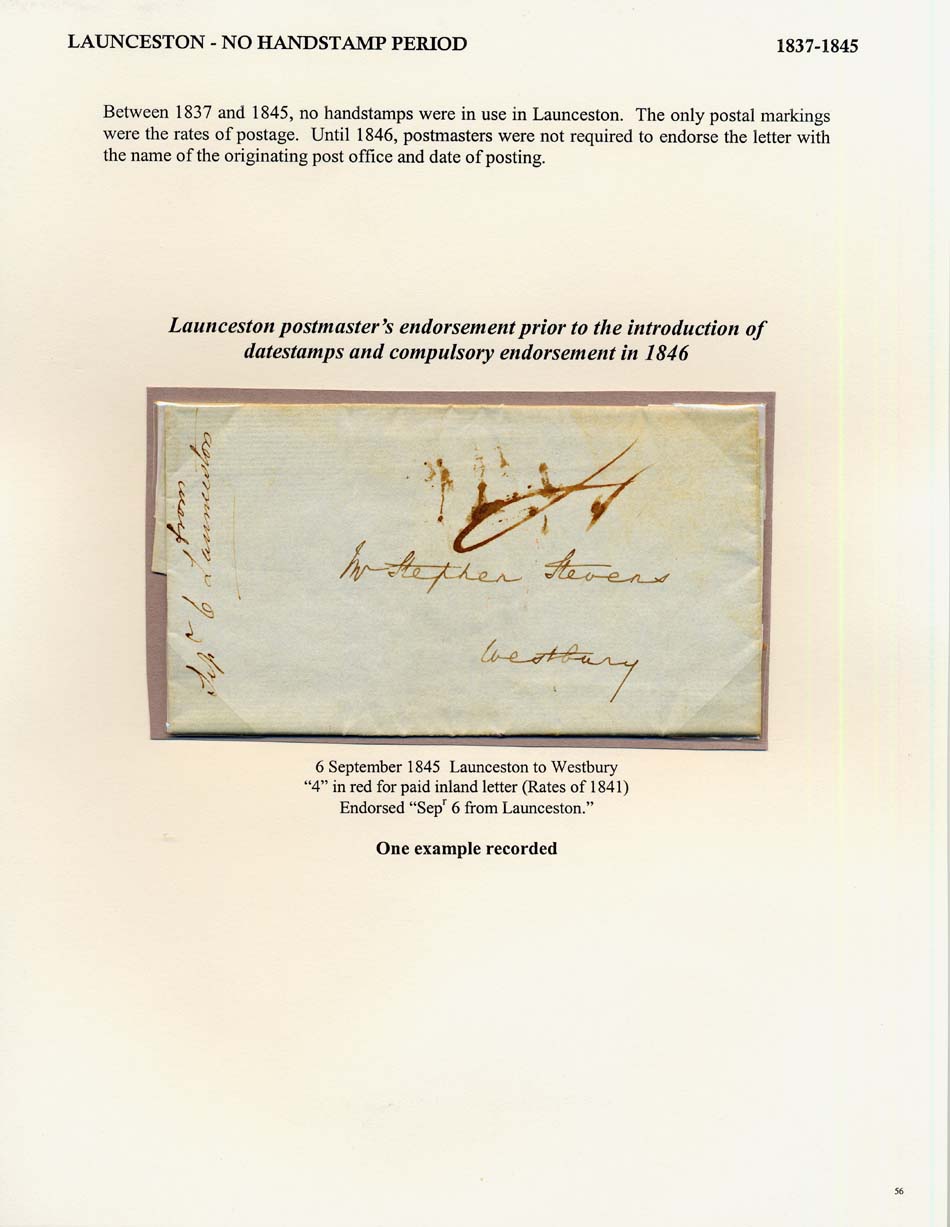 LAUNCESTON - NO HANDSTAMP PERIOD 1837-1845
Between 1837 and 1845, no handstamps were in use in Launceston. The only postal markings
were the rates of postage. Until 1846, postmasters were not required to endorse the letter with
the name of the originating post office and date of posting.
Launceston postmaster's endorsement prior to the introduction of
datestamps and compulsory endorsement in 1846
4
Mr Stephen Stevens
Westbury
Sepr 6 Launceston
from
6 September 1845 Launceston to Westbury
“4” in red for paid inland letter (Rates of 1841)
Endorsed “Sepr 6 from Launceston.”
One example recorded
56